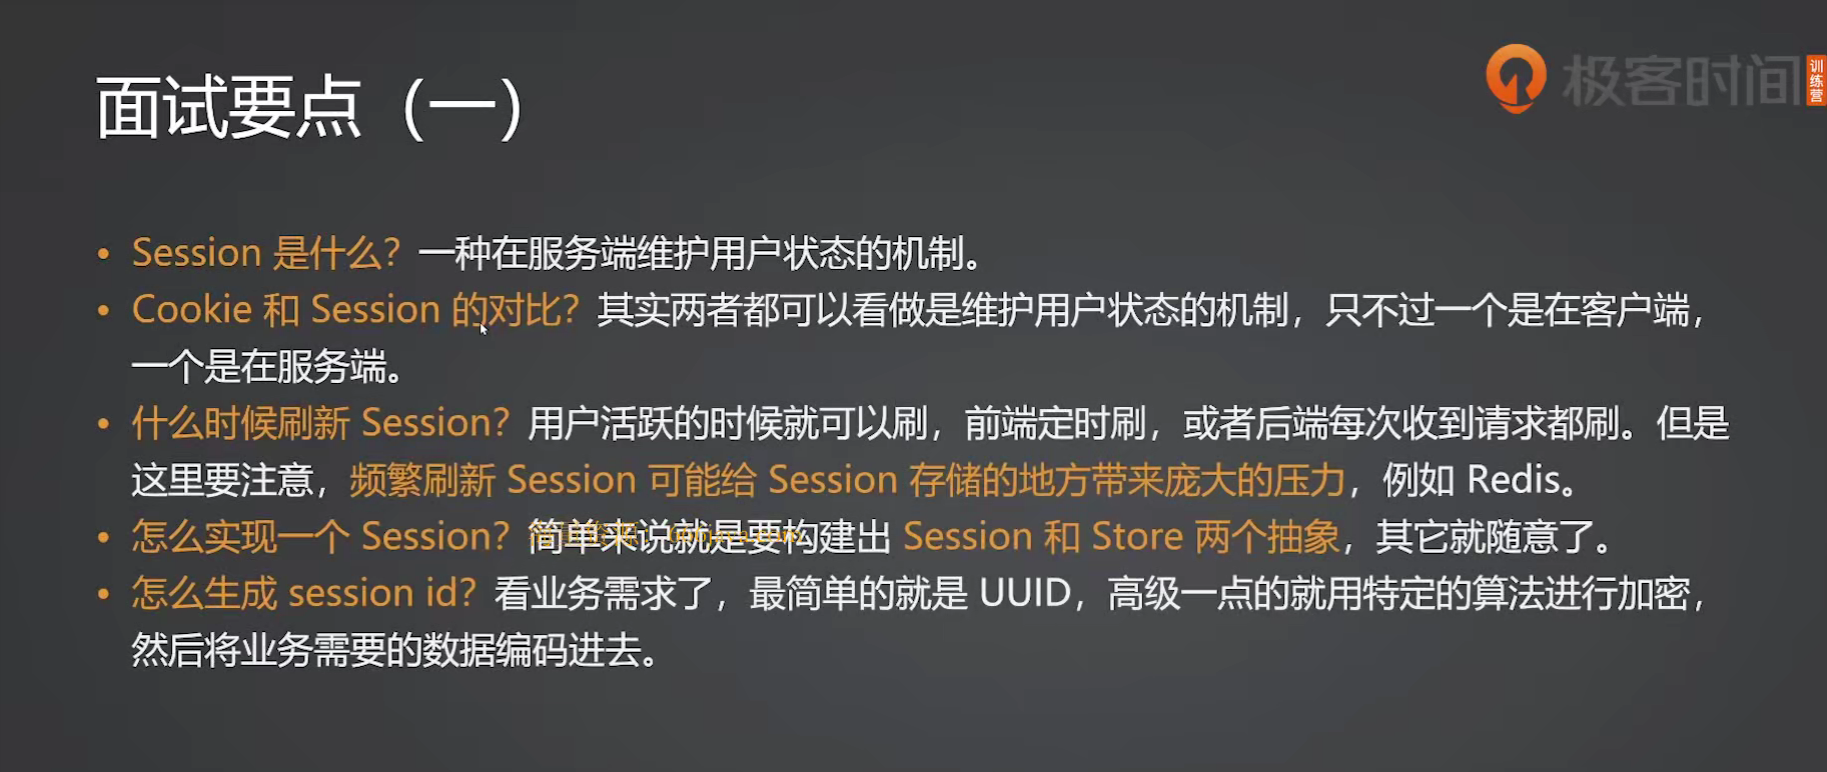 面试要点（一）
极客时间
训练营
• Session 是什么？一种在服务端维护用户状态的机制。
• Cookie 和 Session 的对比？其实两者都可以看做是维护用户状态的机制，只不过一个是在客户端，
一个是在服务端。
• 什么时候刷新 Session？用户活跃的时候就可以刷，前端定时刷，或者后端每次收到请求都刷。但是
这里要注意，频繁刷新 Session 可能给 Session 存储的地方带来庞大的压力，例如 Redis。
• 怎么实现一个 Session？简单来说就是要构建出 Session 和 Store 两个抽象，其它就随意了。
• 怎么生成 session id？看业务需求了，最简单的就是 UUID，高级一点的就用特定的算法进行加密，
然后将业务需要的数据编码进去。